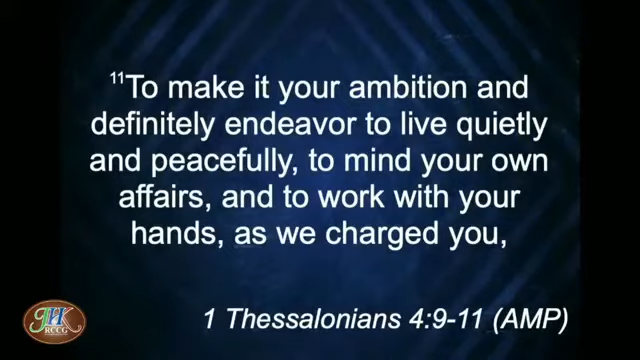 ¹¹To make it your ambition and
definitely endeavor to live quietly
and peacefully, to mind your own
affairs, and to work with your
hands, as we charged you,
1 Thessalonians 4:9-11 (AMP)
JHK
RCCG